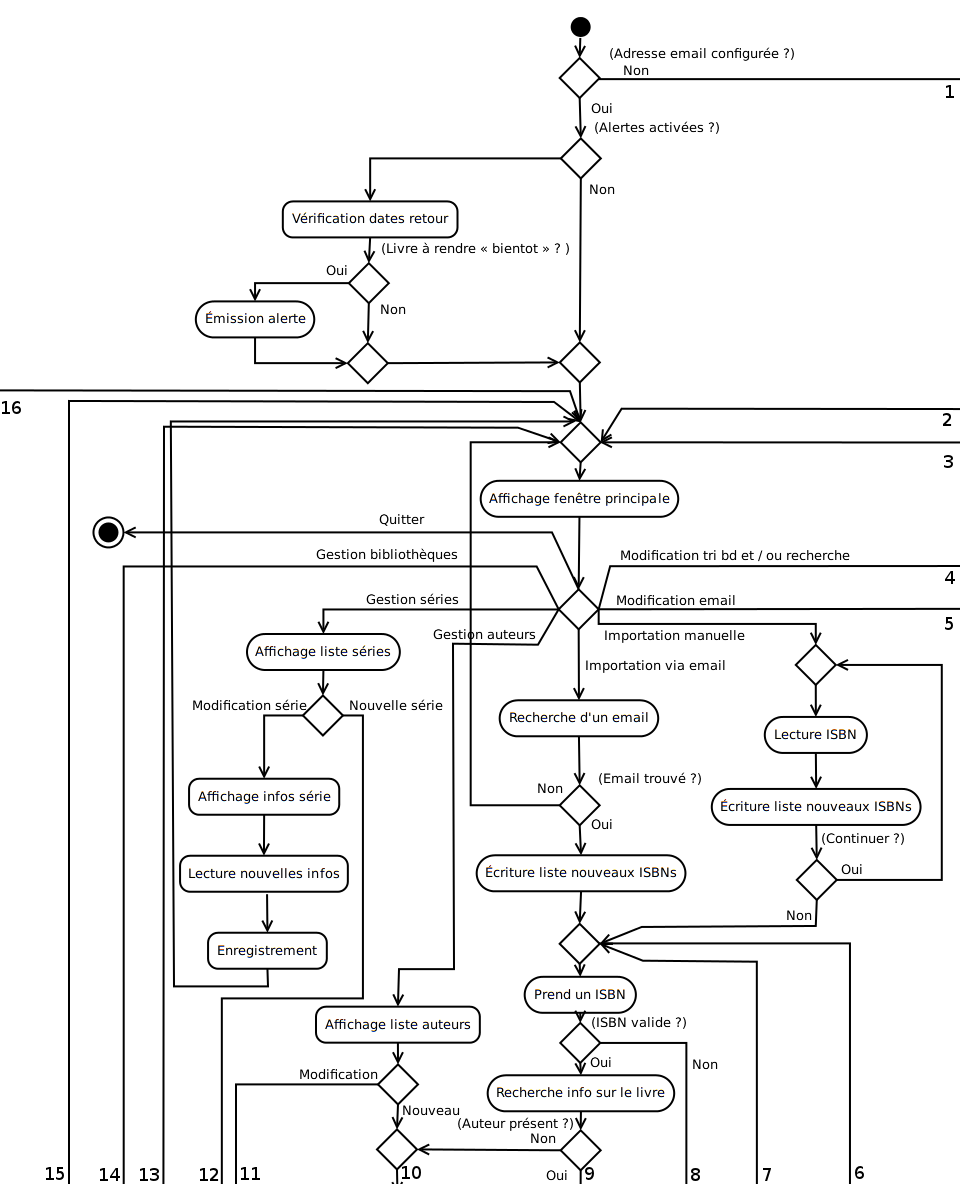 (Adresse email configurée ?)
Non
1
Oui
(Alertes activées ?)
Non
Vérification dates retour
(Livre à rendre « bientot » ? )
Oui
Non
Émission alerte
16
2
3
Affichage fenêtre principale
Quitter
Gestion bibliothèques
Modification tri bd et / ou recherche
4
Gestion séries
Modification email
5
Gestion auteurs
Importation manuelle
Affichage liste séries
Importation via email
Modification série
Nouvelle série
Recherche d'un email
Lecture ISBN
(Email trouvé ?)
Non
Affichage infos série
Écriture liste nouveaux ISBNs
Oui
(Continuer ?)
Lecture nouvelles infos
Écriture liste nouveaux ISBNs
Oui
Non
Enregistrement
Prend un ISBN
Affichage liste auteurs
(ISBN valide ?)
Oui
Non
Modification
Recherche info sur le livre
Nouveau
(Auteur présent ?)
Non
Oui
15
14
13
12
11
10
9
8
7
6